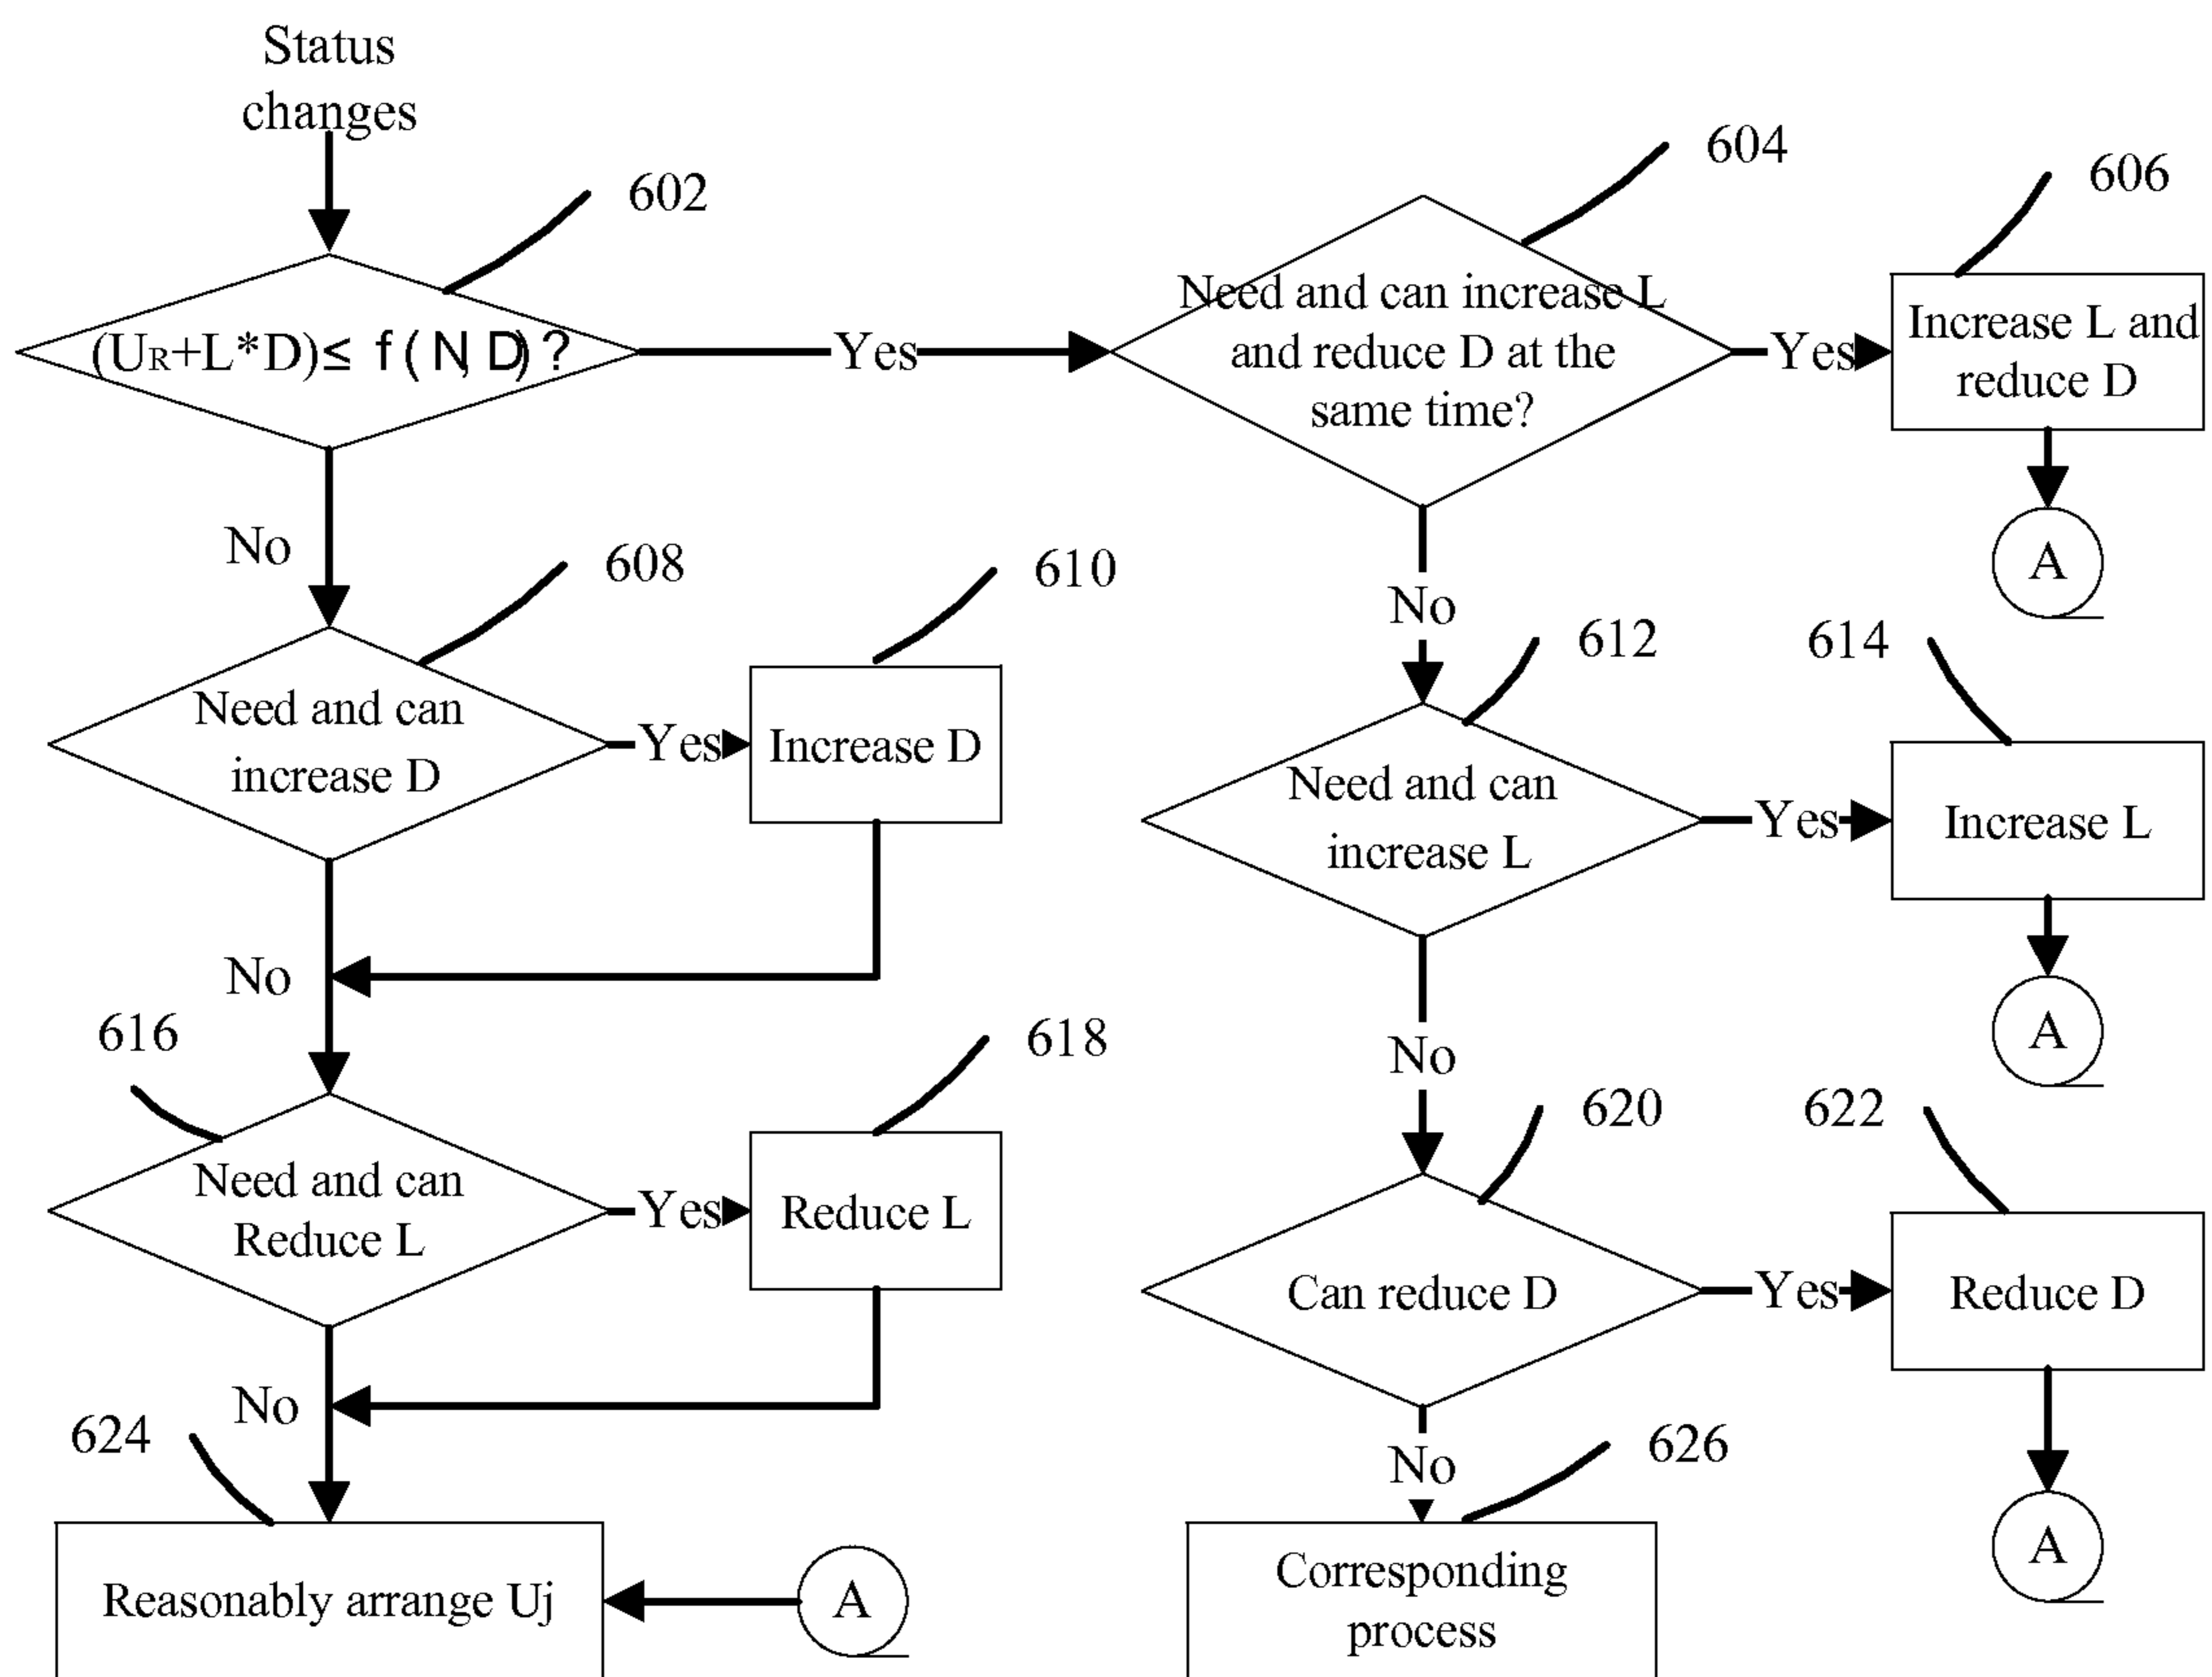 Status
changes
602
604
606
(UR+L*D)≤ f(N,D)?
Yes
Need and can increase L
and reduce D at the
same time?
Yes
Increase L and
reduce D
No
608
610
A
No
612
614
Need and can
increase D
Yes
Increase D
Need and can
increase L
Yes
Increase L
No
616
618
No
A
620
622
Need and can
Reduce L
Yes
Reduce L
Can reduce D
Yes
Reduce D
No
624
No
626
A
Reasonably arrange Uj
A
Corresponding
process